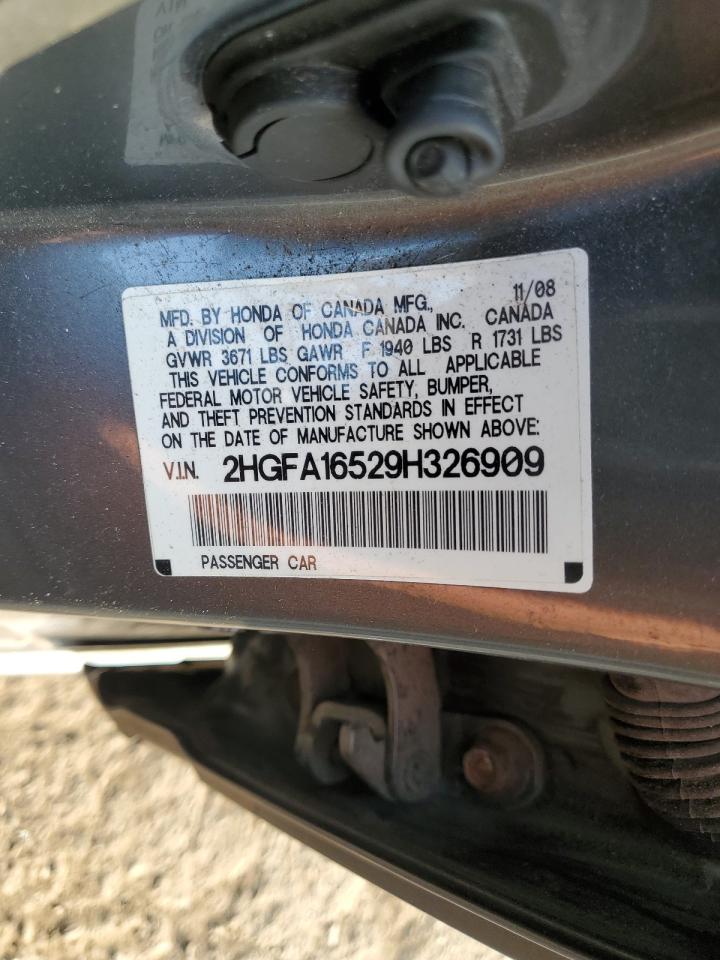 MFD. BY HONDA OF CANADA MFG., 11/08
A DIVISION OF HONDA CANADA INC. CANADA
GVWR 3671 LBS GAWR F 1940 LBS R 1731 LBS
THIS VEHICLE CONFORMS TO ALL APPLICABLE
FEDERAL MOTOR VEHICLE SAFETY, BUMPER,
AND THEFT PREVENTION STANDARDS IN EFFECT
ON THE DATE OF MANUFACTURE SHOWN ABOVE:
V.I.N. 2HGFA16529H326909
PASSENGER CAR